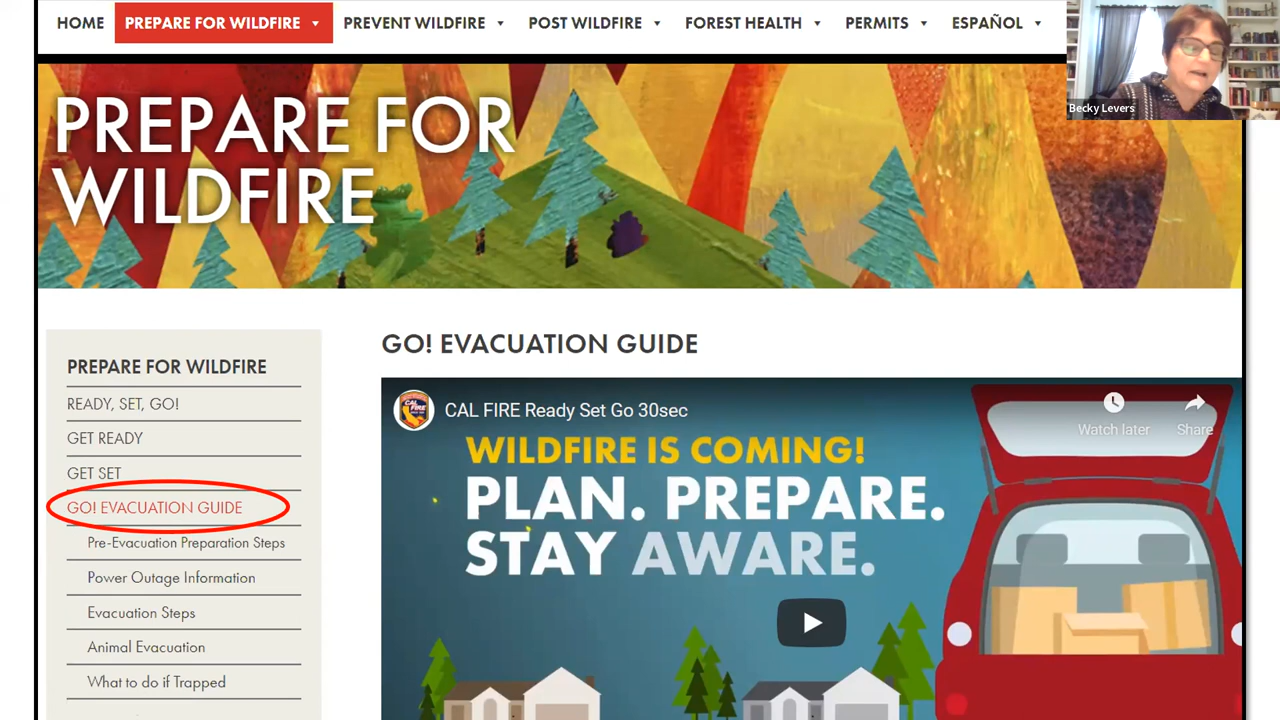 HOME PREPARE FOR WILDFIRE PREVENT WILDFIRE POST WILDFIRE FOREST HEALTH PERMITS ESPAÑOL
Becky Levers
PREPARE FOR
WILDFIRE
PREPARE FOR WILDFIRE
READY, SET, GO!
GET READY
GET SET
GO! EVACUATION GUIDE
Pre-Evacuation Preparation Steps
Power Outage Information
Evacuation Steps
Animal Evacuation
What to do if Trapped
GO! EVACUATION GUIDE
CAL FIRE
CAL FIRE Ready Set Go 30sec
Watch later
Share
WILDFIRE IS COMING!
PLAN. PREPARE.
STAY AWARE.